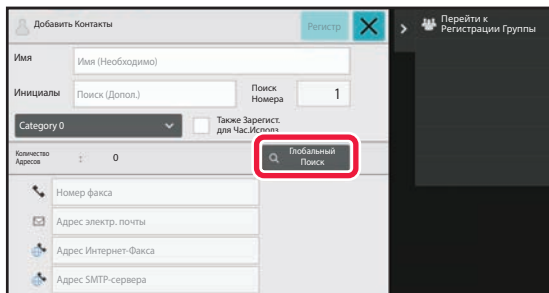 Добавить Контакты
Регистр
Перейти к
Регистрации Группы
Имя
Имя (Необходимо)
Инициалы
Поиск (Допол.)
Поиск
Номера
1
Category 0
Также Зарегист.
для Час.Использ.
Количество
Адресов
:
0
Глобальный
Поиск
Номер факса
Адрес электр. почты
Адрес Интернет-Факса
Адрес SMTP-сервера